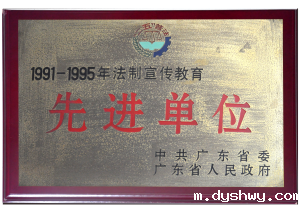 1991-1995年法制宣传教育
先进单位
中共广东省委
广东省人民政府
m.dyshwy.com